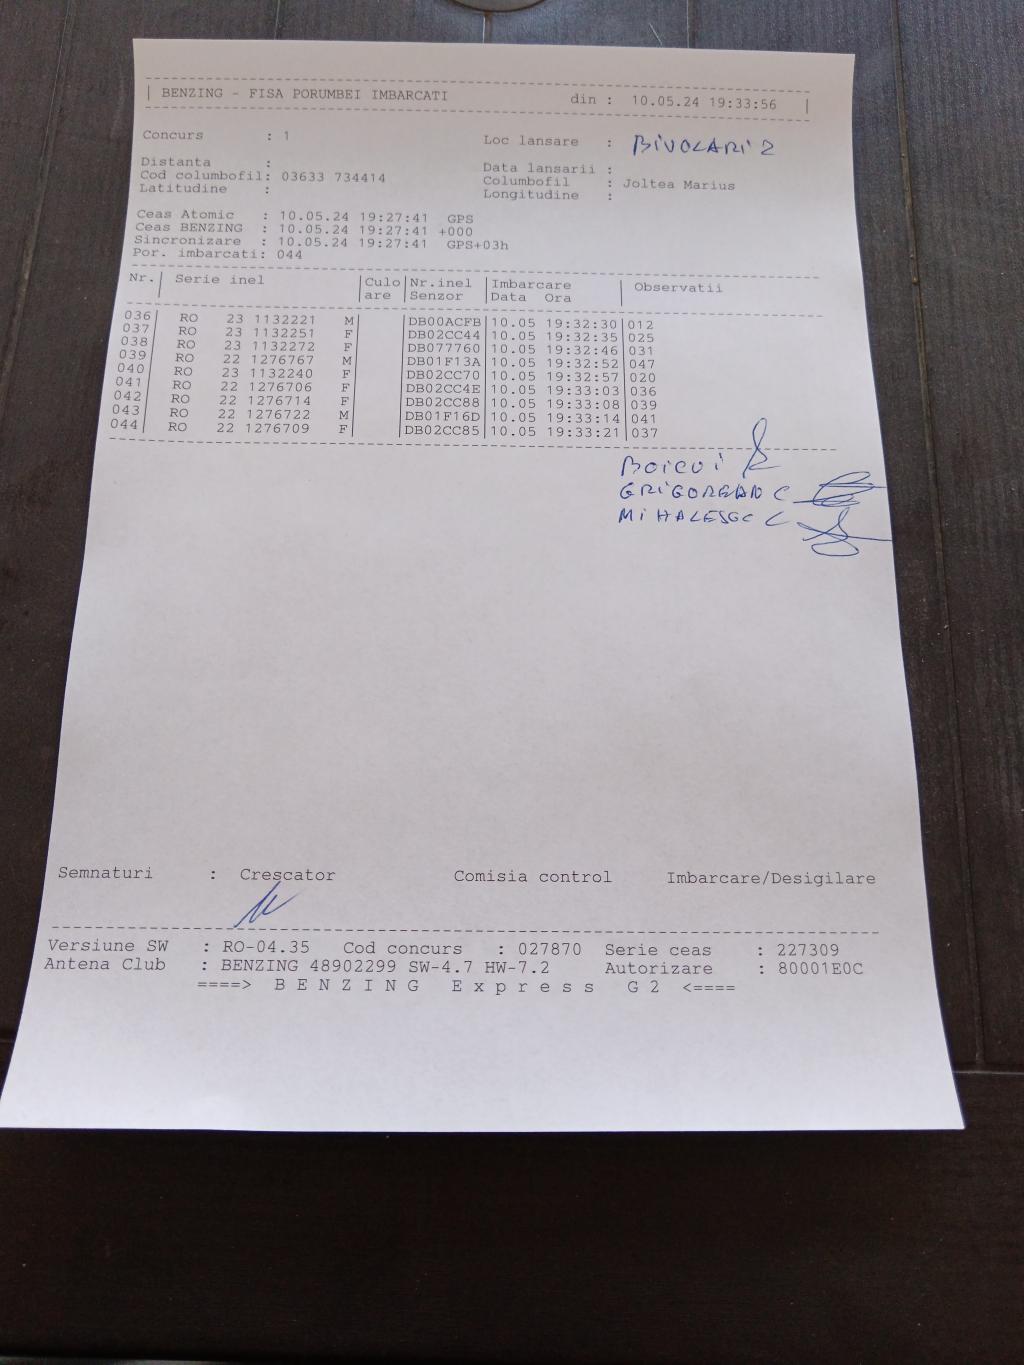 BENZING - FISA PORUMBEI IMBARCATI din : 10.05.24 19:33:56
Concurs : 1 Loc lansare : BIVOLARI 2
Distanta : Data lansarii :
Cod columbofil: 03633 734414 Columbofil : Joltea Marius
Latitudine : Longitudine :
Ceas Atomic : 10.05.24 19:27:41 GPS
Ceas BENZING : 10.05.24 19:27:41 +000
Sincronizare : 10.05.24 19:27:41 GPS+03h
Por. imbarcati: 044
Nr. Serie inel Culo Nr.inel Imbarcare Observatii
are Senzor Data Ora
036 RO 23 1132221 M DB00ACFB 10.05 19:32:30 012
037 RO 23 1132251 F DB02CC44 10.05 19:32:35 025
038 RO 23 1132272 F DB077760 10.05 19:32:46 031
039 RO 22 1276767 M DB01F13A 10.05 19:32:52 047
040 RO 23 1132240 F DB02CC70 10.05 19:32:57 020
041 RO 22 1276706 F DB02CC4E 10.05 19:33:03 036
042 RO 22 1276714 F DB02CC88 10.05 19:33:08 039
043 RO 22 1276722 M DB01F16D 10.05 19:33:14 041
044 RO 22 1276709 F DB02CC85 10.05 19:33:21 037
BOICU I
GRIGOREAN C
C
Semnaturi : Crescator Comisia control Imbarcare/Desigilare
Versiune SW : RO-04.35 Cod concurs : 027870 Serie ceas : 227309
Antena Club : BENZING 48902299 SW-4.7 HW-7.2 Autorizare : 80001E0C
====> B E N Z I N G E x p r e s s G 2 <====